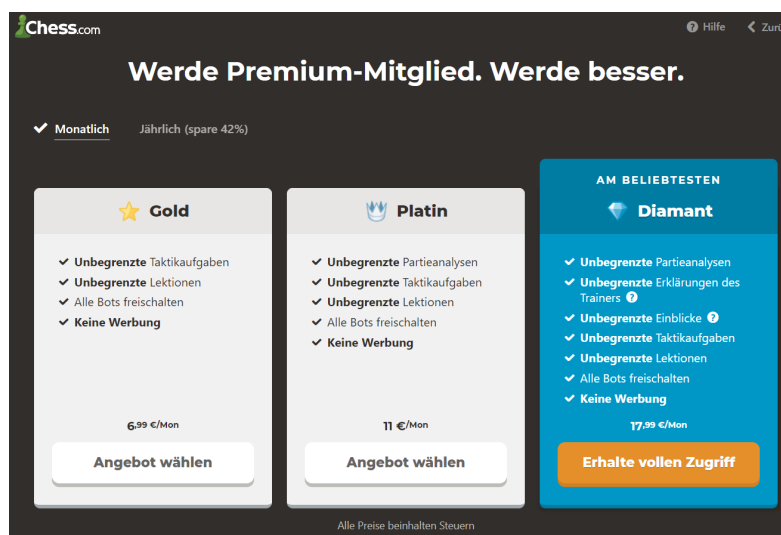 Chess.com
Hilfe
Werde Premium-Mitglied. Werde besser.
Monatlich
Jährlich (spare 42%)
Gold
Unbegrenzte Taktikaufgaben
Unbegrenzte Lektionen
Alle Bots freischalten
Keine Werbung
6,99 €/Mon
Angebot wählen
Platin
Unbegrenzte Partieanalysen
Unbegrenzte Taktikaufgaben
Unbegrenzte Lektionen
Alle Bots freischalten
Keine Werbung
11 €/Mon
Angebot wählen
AM BELIEBTESTEN
Diamant
Unbegrenzte Partieanalysen
Unbegrenzte Erklärungen des
Trainers
Unbegrenzte Einblicke
Unbegrenzte Taktikaufgaben
Unbegrenzte Lektionen
Alle Bots freischalten
Keine Werbung
17,99 €/Mon
Erhalte vollen Zugriff
Alle Preise beinhalten Steuern